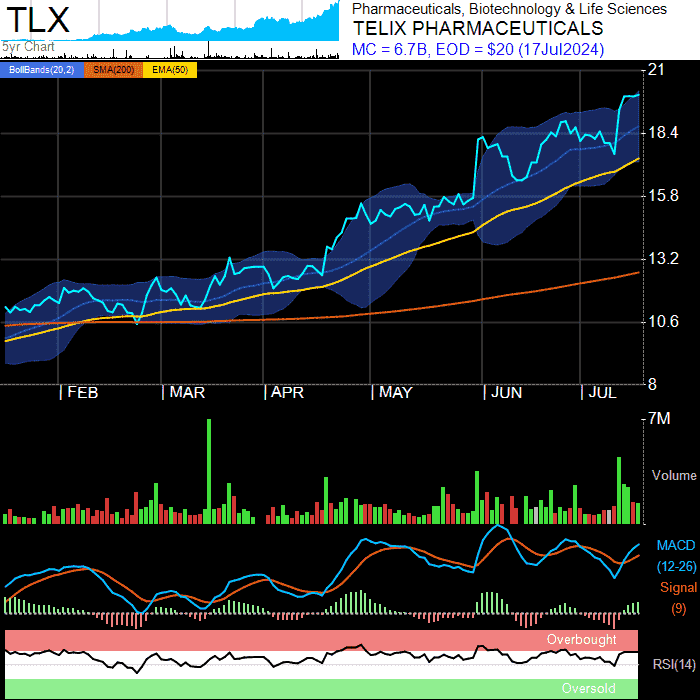 TLX
5yr Chart
Pharmaceuticals, Biotechnology & Life Sciences
TELIX PHARMACEUTICALS
MC = 6.7B, EOD = $20 (17Jul2024)
BollBands(20,2) SMA(200) EMA(50)
21
18.4
15.8
13.2
10.6
8
FEB MAR APR MAY JUN JUL
7M
Volume
MACD
(12-26)
Signal
(9)
Overbought
RSI(14)
Oversold